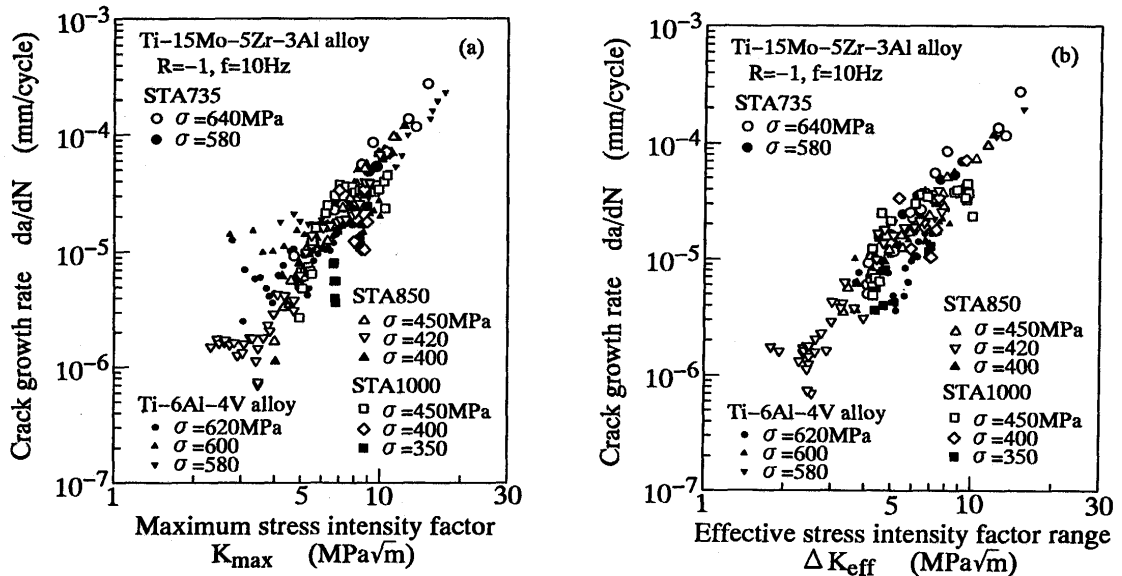 10⁻³
10⁻⁴
10⁻⁵
10⁻⁶
10⁻⁷
Crack growth rate da/dN (mm/cycle)
Ti-15Mo-5Zr-3Al alloy
(a)
R=-1, f=10Hz
STA735
○ σ=640MPa
● σ=580
STA850
△ σ=450MPa
▽ σ=420
▲ σ=400
STA1000
□ σ=450MPa
◇ σ=400
■ σ=350
Ti-6Al-4V alloy
• σ=620MPa
▴ σ=600
▾ σ=580
1 5 10 30
Maximum stress intensity factor
Kmax (MPa√m)
10⁻³
10⁻⁴
10⁻⁵
10⁻⁶
10⁻⁷
Crack growth rate da/dN (mm/cycle)
Ti-15Mo-5Zr-3Al alloy
(b)
R=-1, f=10Hz
STA735
○ σ=640MPa
● σ=580
STA850
△ σ=450MPa
▽ σ=420
▲ σ=400
STA1000
□ σ=450MPa
◇ σ=400
■ σ=350
Ti-6Al-4V alloy
• σ=620MPa
▴ σ=600
▾ σ=580
1 5 10 30
Effective stress intensity factor range
ΔKeff (MPa√m)